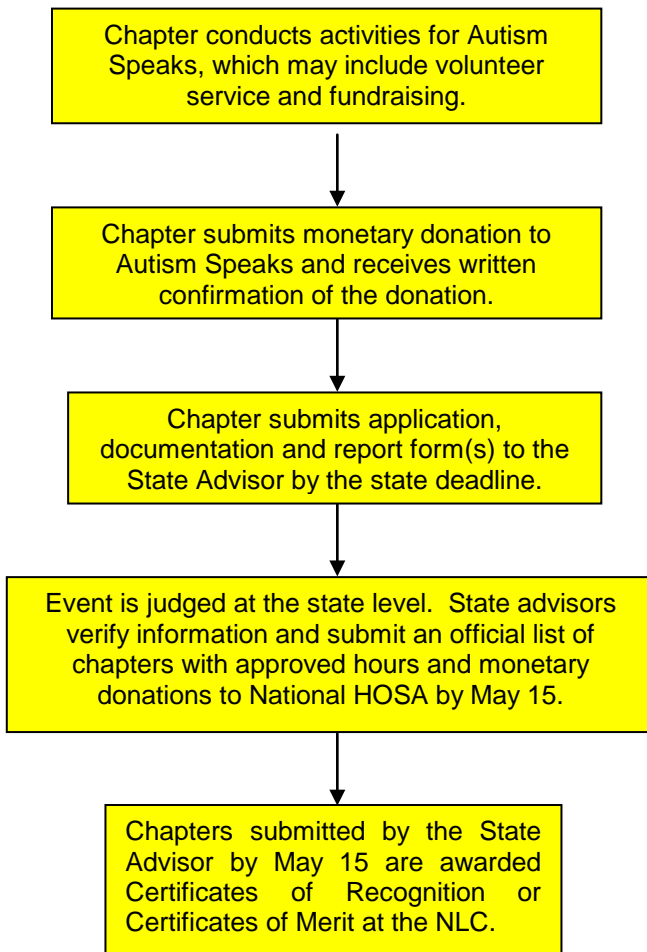 Chapter conducts activities for Autism
Speaks, which may include volunteer
service and fundraising.
Chapter submits monetary donation to
Autism Speaks and receives written
confirmation of the donation.
Chapter submits application,
documentation and report form(s) to the
State Advisor by the state deadline.
Event is judged at the state level.  State advisors
verify information and submit an official list of
chapters with approved hours and monetary
donations to National HOSA by May 15.
Chapters submitted by the State
Advisor by May 15 are awarded
Certificates of Recognition or
Certificates of Merit at the NLC.